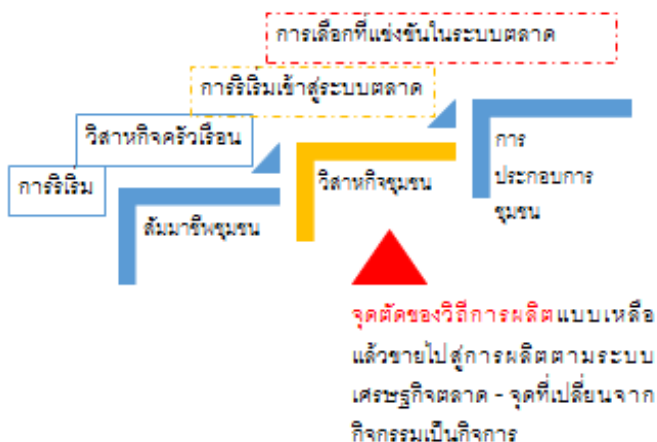 การเลือกที่แข่งขันในระบบตลาด
การริเริ่มเข้าสู่ระบบตลาด
วิสาหกิจครัวเรือน
การริเริ่ม
สัมมาชีพชุมชน
วิสาหกิจชุมชน
การ
ประกอบการ
ชุมชน
จุดตัดของวิถีการผลิตแบบเหลือ
แล้วขายไปสู่การผลิตตามระบบ
เศรษฐกิจตลาด - จุดที่เปลี่ยนจาก
กิจกรรมเป็นกิจการ